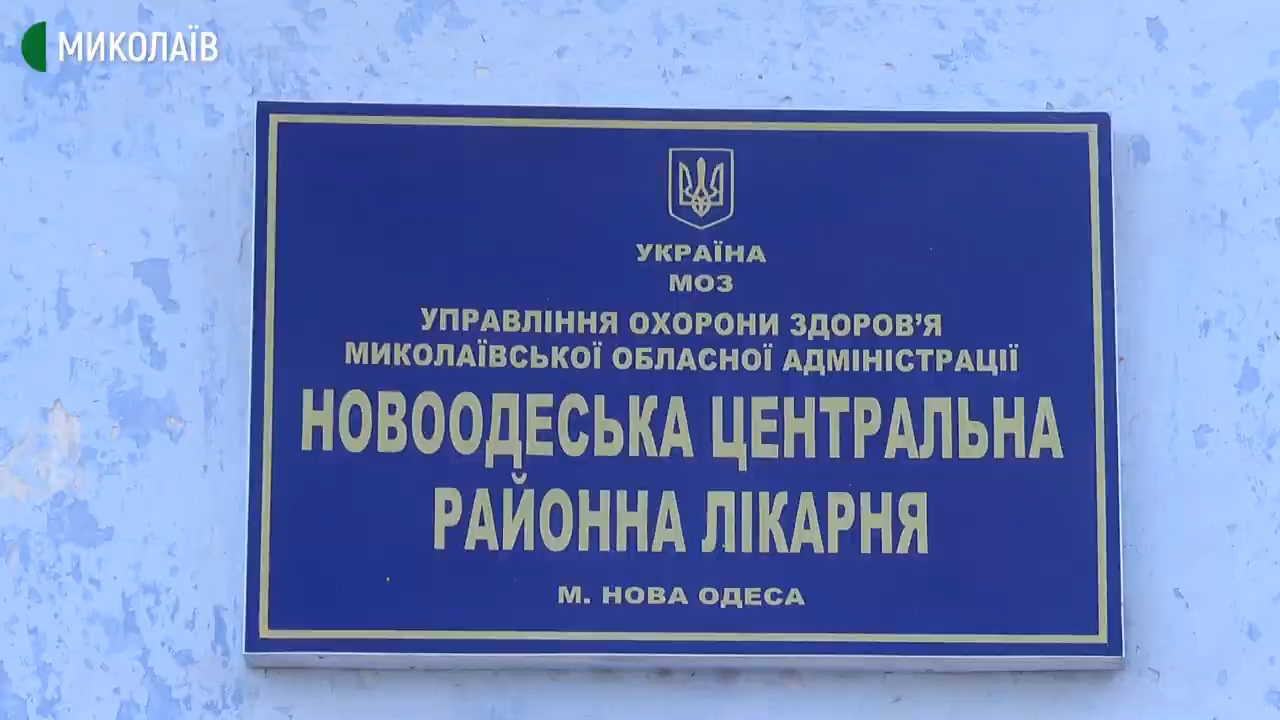 МИКОЛАЇВ
УКРАЇНА
МОЗ
УПРАВЛІННЯ ОХОРОНИ ЗДОРОВ'Я
МИКОЛАЇВСЬКОЇ ОБЛАСНОЇ АДМІНІСТРАЦІЇ
НОВООДЕСЬКА ЦЕНТРАЛЬНА
РАЙОННА ЛІКАРНЯ
М. НОВА ОДЕСА